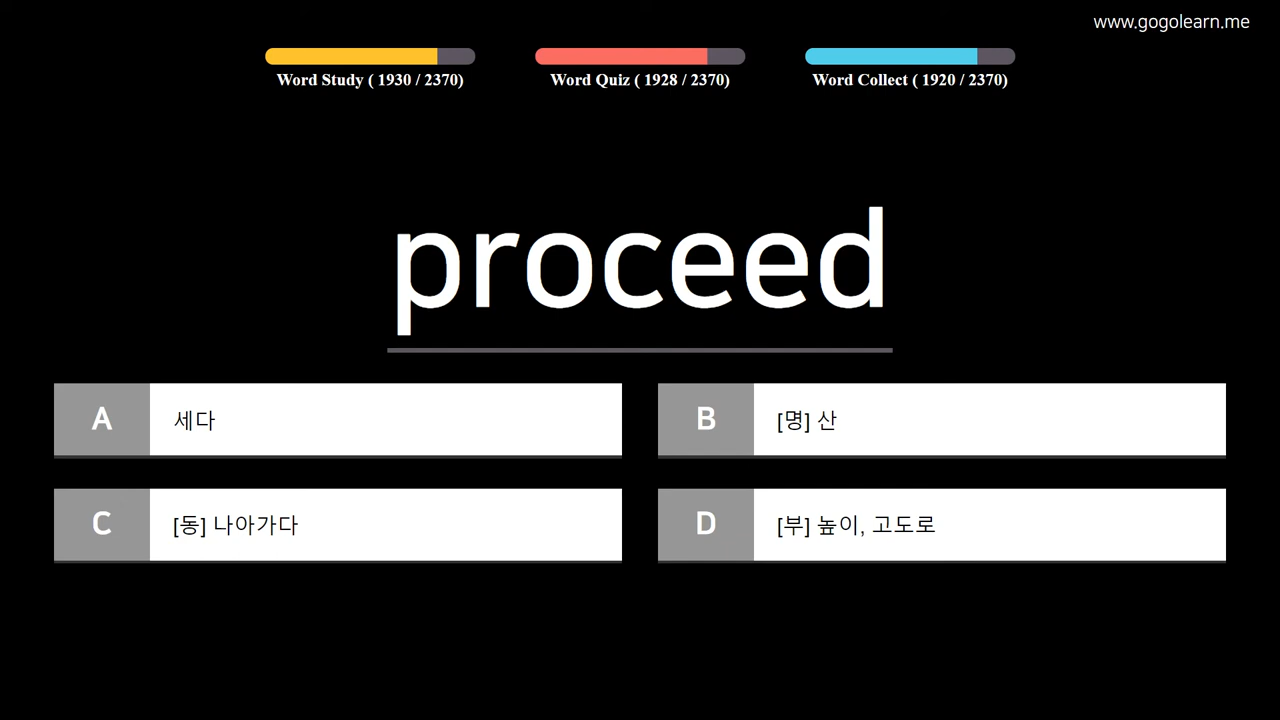 www.gogolearn.me
Word Study ( 1930 / 2370)
Word Quiz ( 1928 / 2370)
Word Collect ( 1920 / 2370)
proceed
A 세다
B [명] 산
C [동] 나아가다
D [부] 높이, 고도로